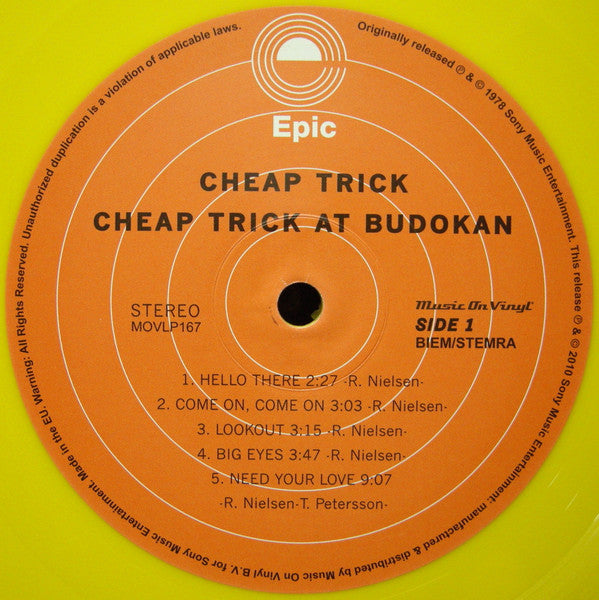 Epic
CHEAP TRICK
CHEAP TRICK AT BUDOKAN
STEREO
MOVLP167
Music On Vinyl
SIDE 1
BIEM/STEMRA
1. HELLO THERE 2:27 -R. Nielsen-
2. COME ON, COME ON 3:03 -R. Nielsen-
3. LOOKOUT 3:15 -R. Nielsen-
4. BIG EYES 3:47 -R. Nielsen-
5. NEED YOUR LOVE 9:07
-R. Nielsen-T. Petersson-
Originally released ℗ & © 1978 Sony Music Entertainment. This release ℗ & © 2010 Sony Music Entertainment: manufactured & distributed by Music On Vinyl B.V. for Sony Music Entertainment. Made in the EU. Warning: All Rights Reserved. Unauthorized duplication is a violation of applicable laws.